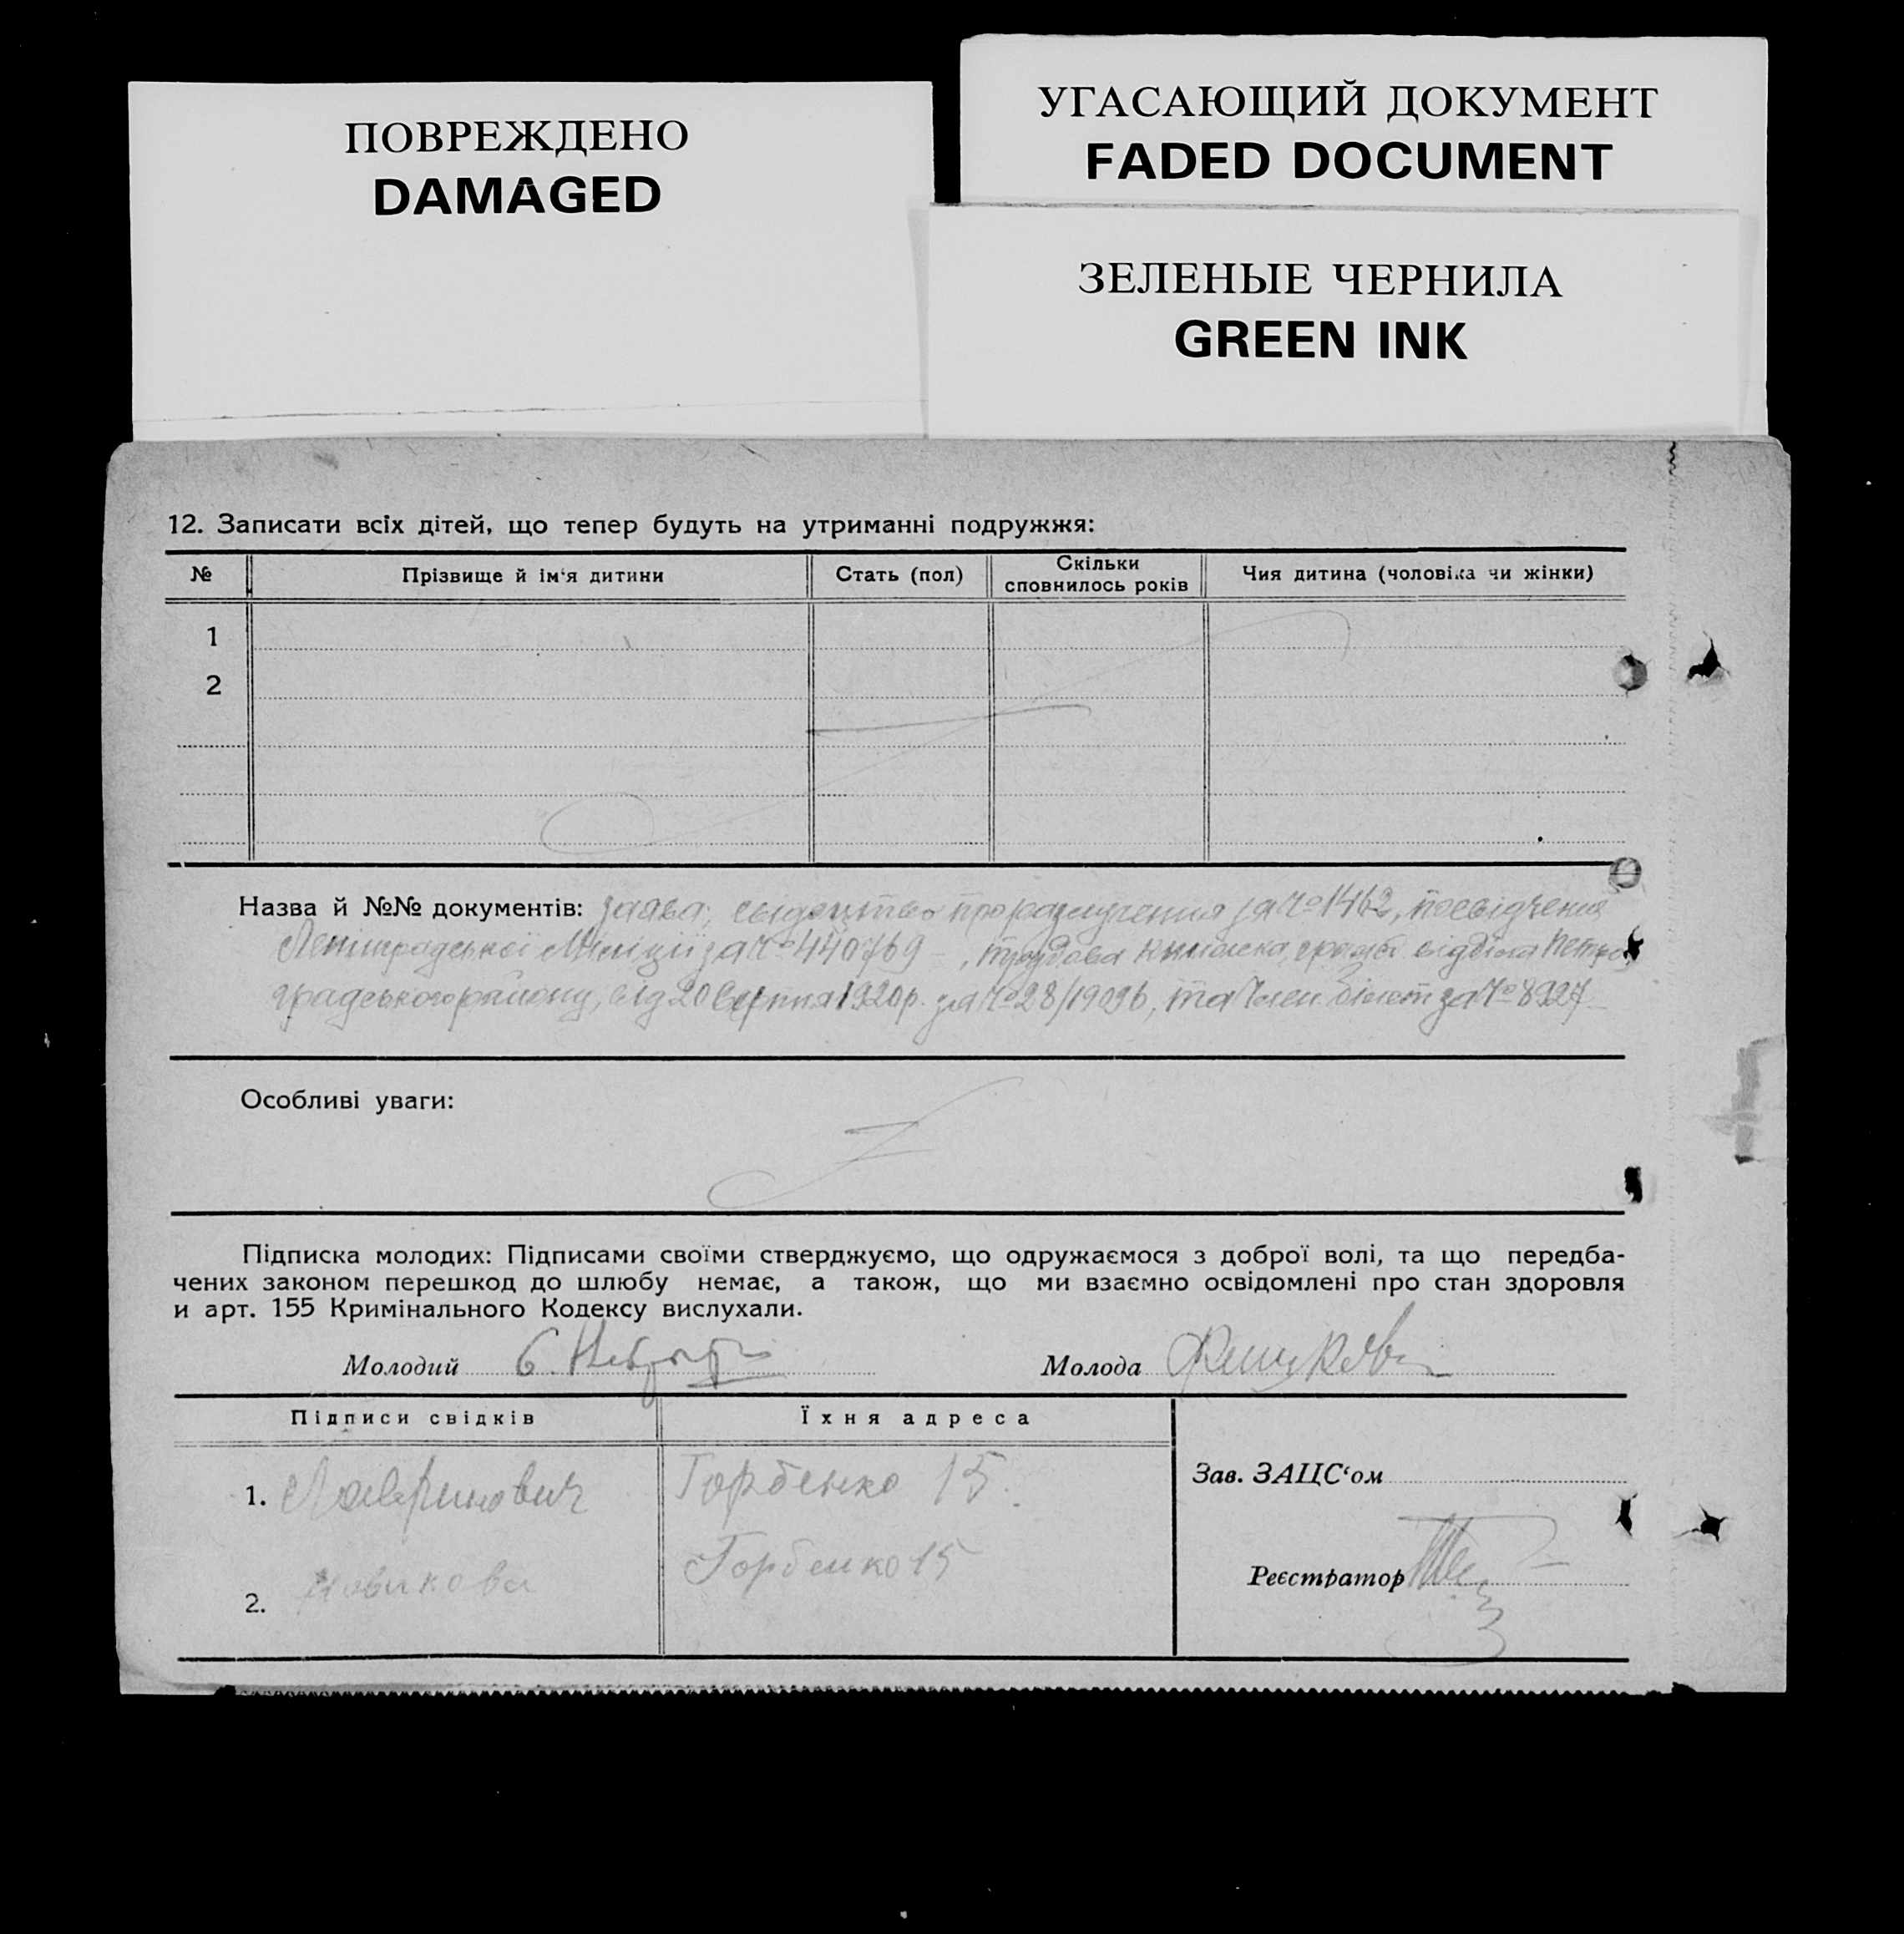 ПОВРЕЖДЕНО
DAMAGED
УГАСАЮЩИЙ ДОКУМЕНТ
FADED DOCUMENT
ЗЕЛЕНЫЕ ЧЕРНИЛА
GREEN INK
12. Записати всіх дітей, що тепер будуть на утриманні подружжя:
№ Прізвище й ім‘я дитини Стать (пол) Скільки сповнилось років Чия дитина (чоловіка чи жінки)
1
2
Назва й №№ документів: заява, свідоцтво про разлучення за № 1462, посвідчення
Ленінградської Міліції за № 440769, трудова книжка, відділа Петро
градського району, від 20 Серпня 1920 р. за № 28/19036, та Член. білет за № 8927
Особливі уваги:
Підписка молодих: Підписами своїми стверджуємо, що одружаємося з доброї волі, та що передба-
чених законом перешкод до шлюбу немає, а також, що ми взаємно освідомлені про стан здоровля
и арт. 155 Кримінального Кодексу вислухали.
Молодий Молода
Підписи свідків Їхня адреса
Зав. ЗАЦС‘ом
1. Лавринович Горбенко 15.
Реєстратор
2. Новикова Горбенко 15